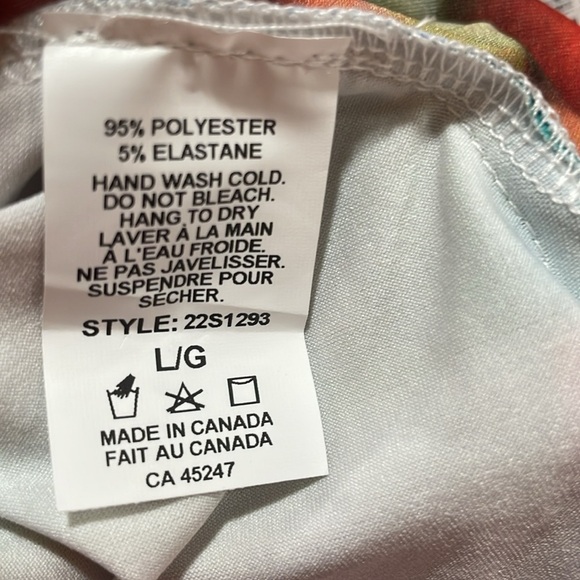 95% POLYESTER
5% ELASTANE
HAND WASH COLD.
DO NOT BLEACH.
HANG TO DRY
LAVER À LA MAIN
À L'EAU FROIDE.
NE PAS JAVELISSER.
SUSPENDRE POUR
SÉCHER.
STYLE: 22S1293
L/G
MADE IN CANADA
FAIT AU CANADA
CA 45247